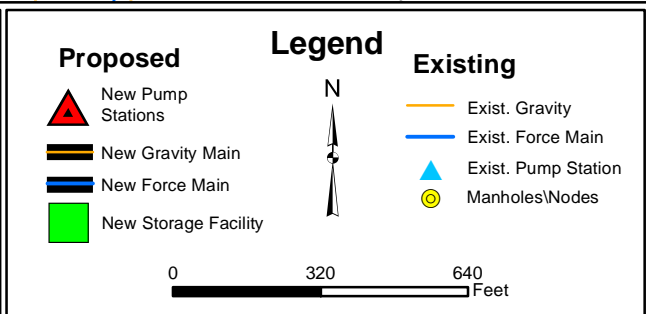 Legend
Proposed
New Pump
Stations
New Gravity Main
New Force Main
New Storage Facility
N
Existing
Exist. Gravity
Exist. Force Main
Exist. Pump Station
Manholes\Nodes
0 320 640
Feet